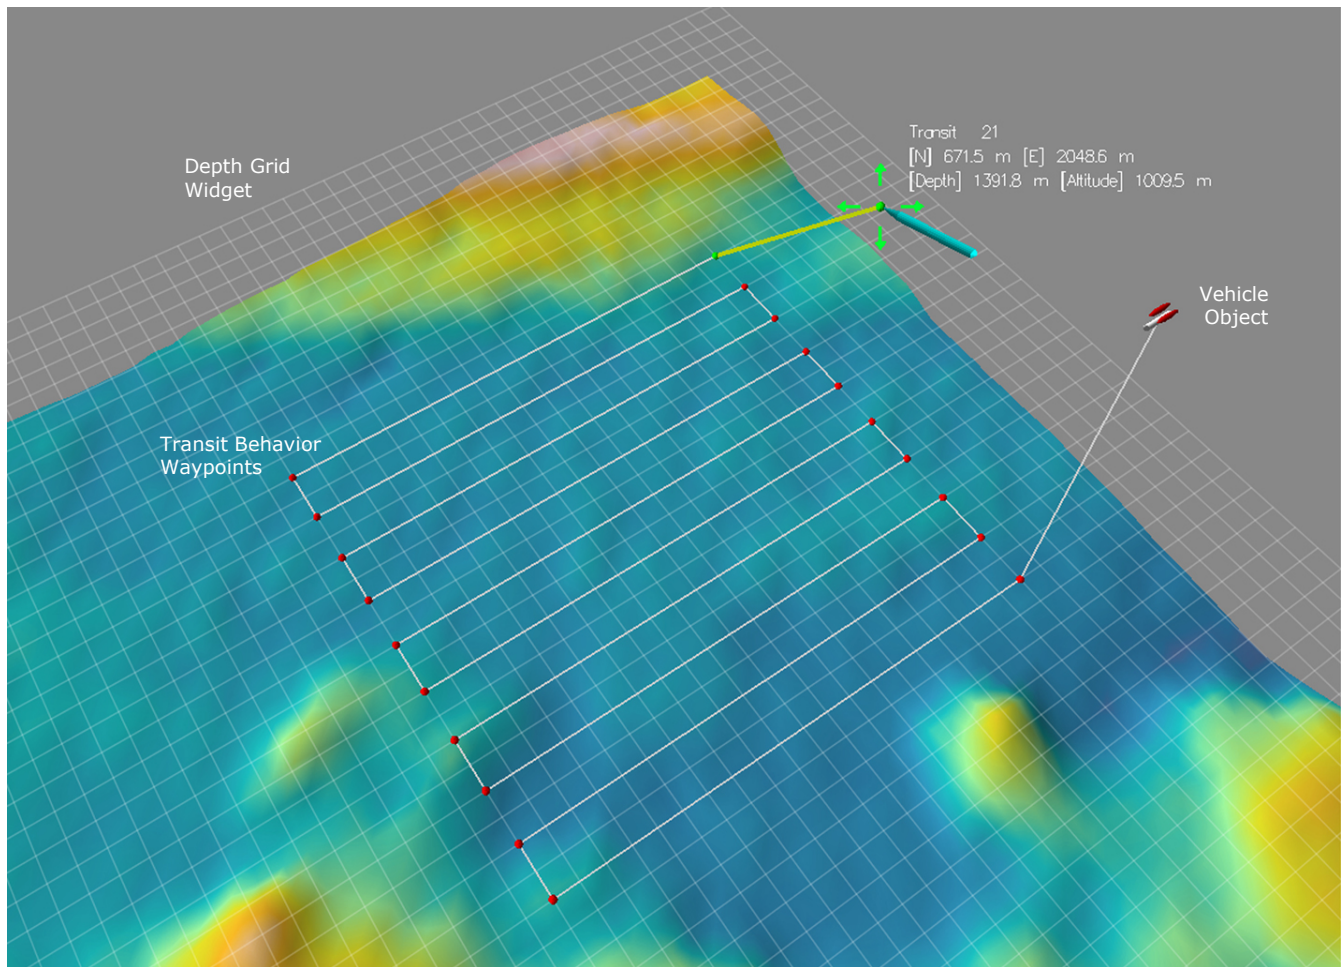 Transit 21
[N] 671.5 m [E] 2048.6 m
[Depth] 1391.8 m [Altitude] 1009.5 m
Depth Grid
Widget
Vehicle
Object
Transit Behavior
Waypoints